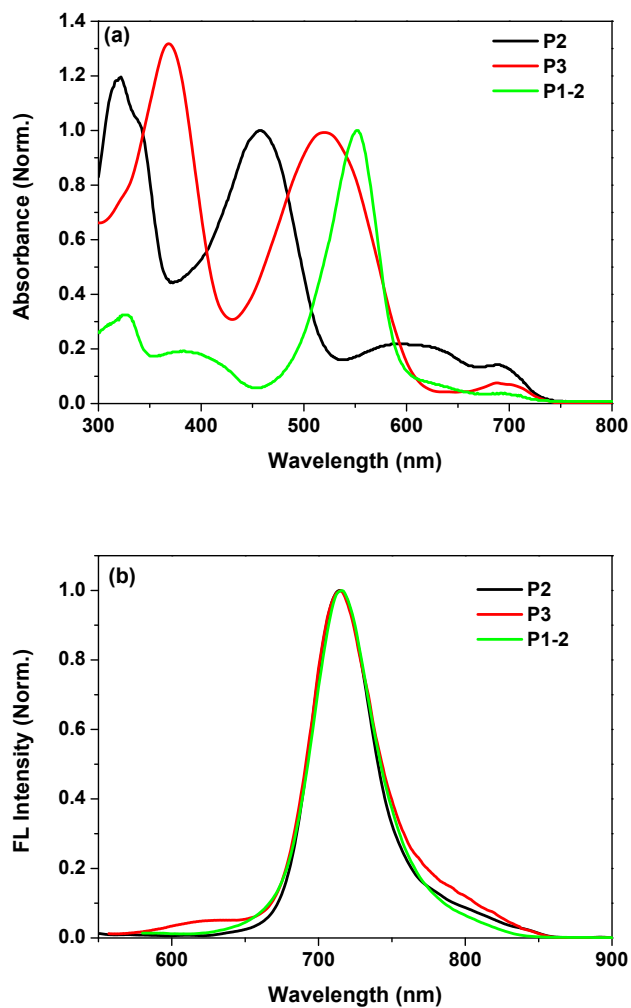 (a)
P2
P3
P1-2
Absorbance (Norm.)
1.4
1.2
1.0
0.8
0.6
0.4
0.2
0.0
300 400 500 600 700 800
Wavelength (nm)
(b)
P2
P3
P1-2
FL Intensity (Norm.)
1.0
0.8
0.6
0.4
0.2
0.0
600 700 800 900
Wavelength (nm)